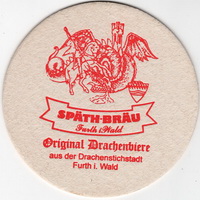 SPÄTH-BRÄU
Furth i.Wald
Original Drachenbiere
aus der Drachenstichstadt
Furth i. Wald